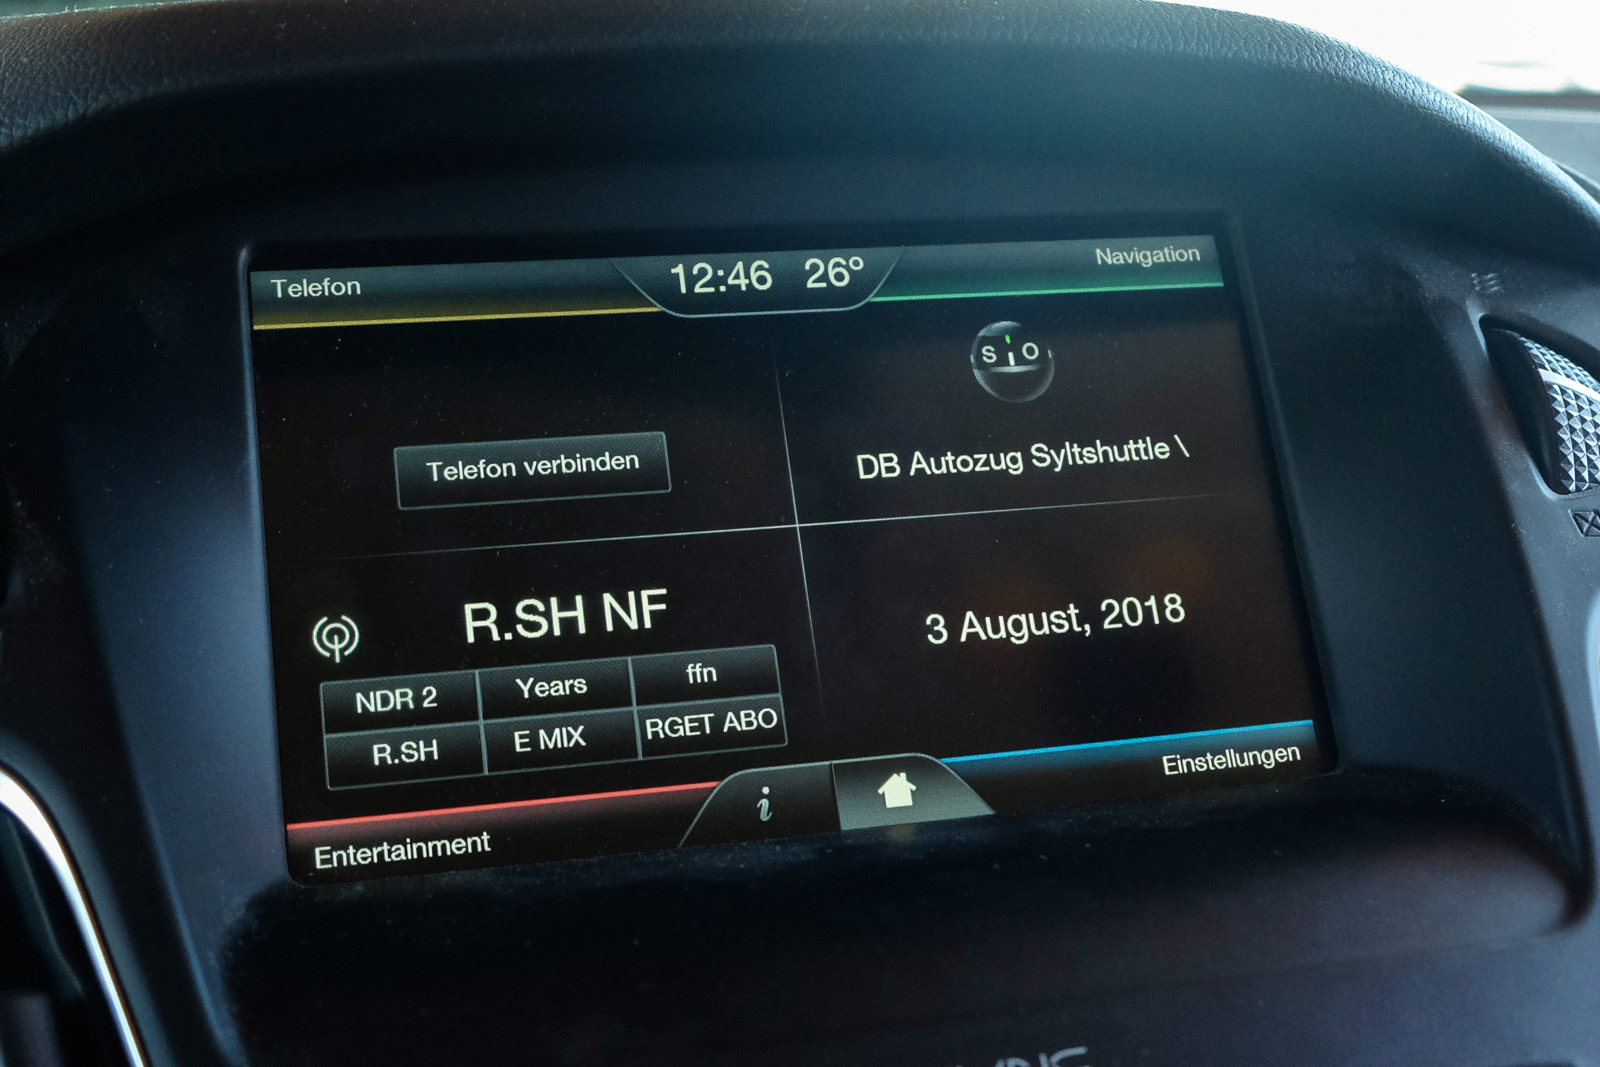 Telefon
12:46 26°
Navigation
S O
Telefon verbinden
DB Autozug Syltshuttle \
R.SH NF
3 August, 2018
NDR 2
Years
ffn
R.SH
E MIX
RGET ABO
Entertainment
i
Einstellungen